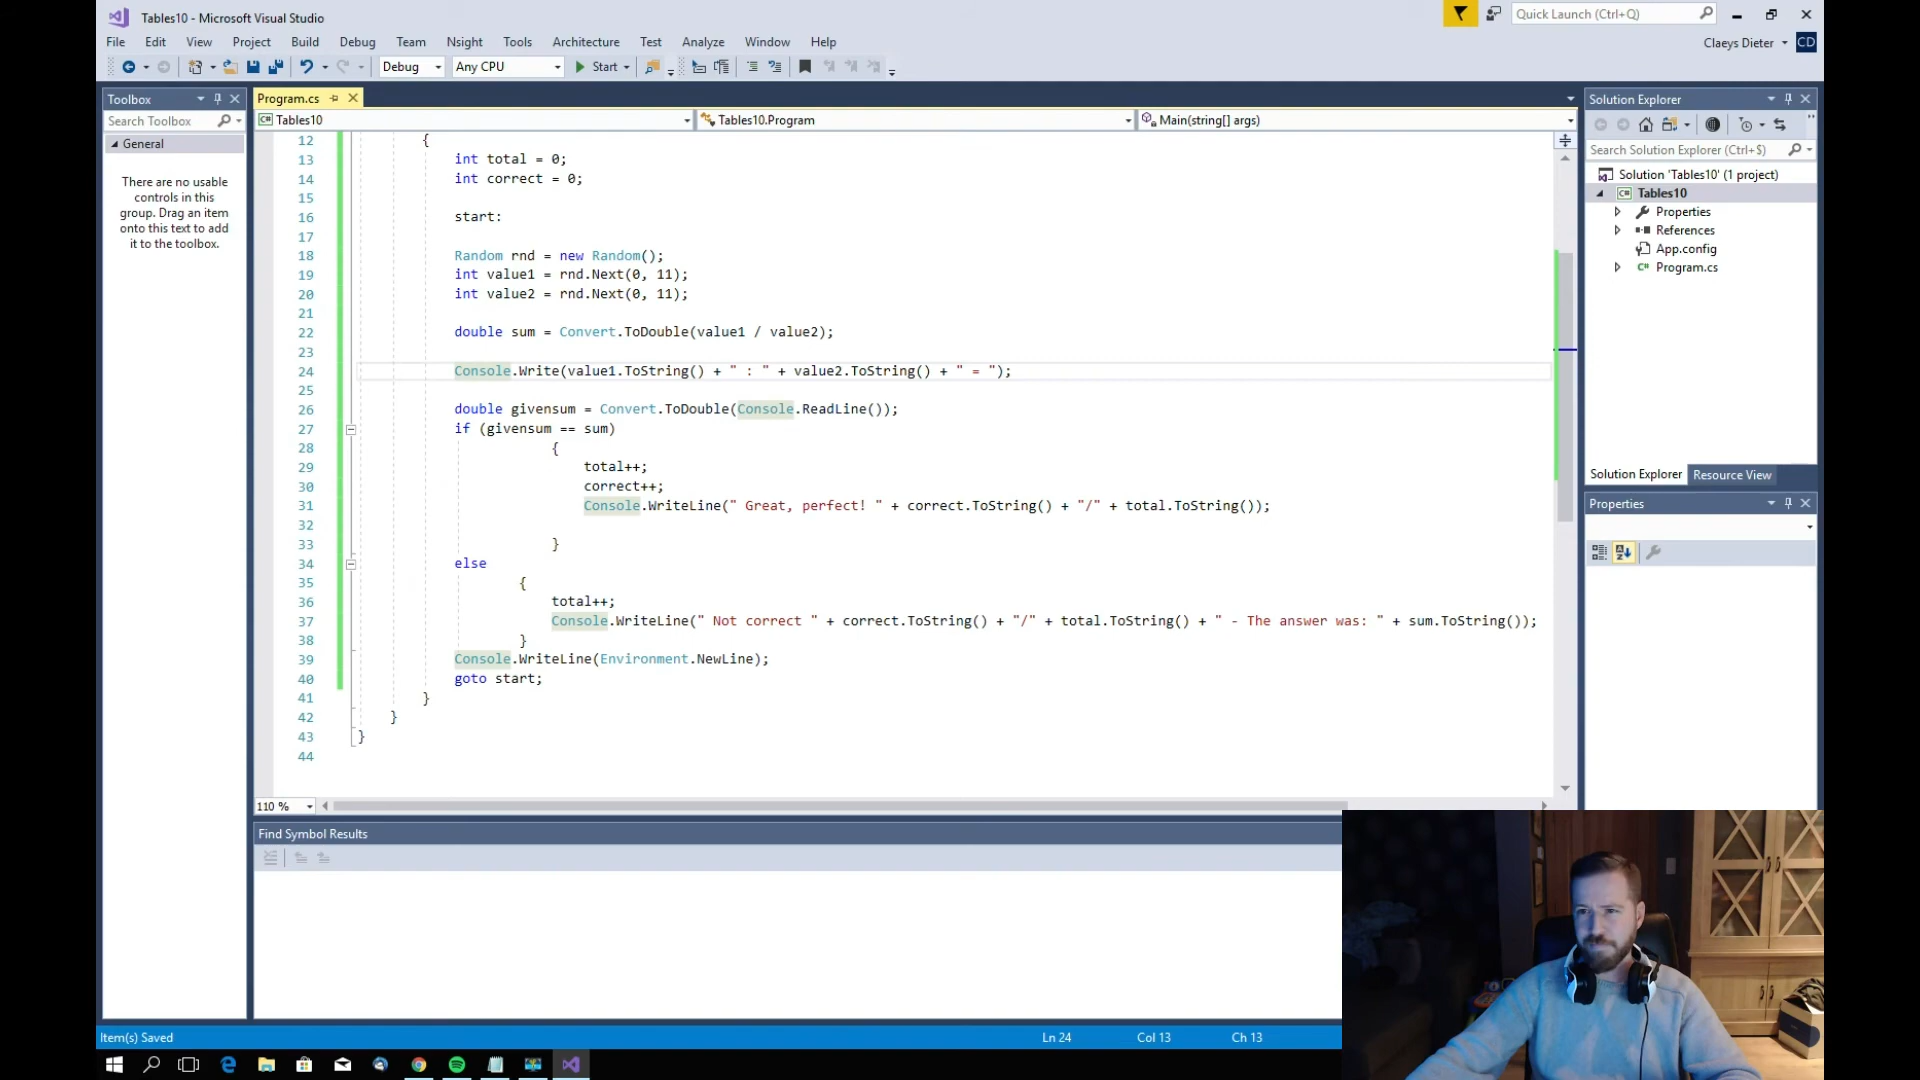 Tables10 - Microsoft Visual Studio
Quick Launch (Ctrl+Q)
File Edit View Project Build Debug Team Nsight Tools Architecture Test Analyze Window Help
Claeys Dieter CD
Debug Any CPU Start
Toolbox
Search Toolbox
General
There are no usable
controls in this
group. Drag an item
onto this text to add
it to the toolbox.
Program.cs
C# Tables10 Tables10.Program Main(string[] args)
12 {
13 int total = 0;
14 int correct = 0;
15
16 start:
17
18 Random rnd = new Random();
19 int value1 = rnd.Next(0, 11);
20 int value2 = rnd.Next(0, 11);
21
22 double sum = Convert.ToDouble(value1 / value2);
23
24 Console.Write(value1.ToString() + " : " + value2.ToString() + " = ");
25
26 double givensum = Convert.ToDouble(Console.ReadLine());
27 if (givensum == sum)
28 {
29 total++;
30 correct++;
31 Console.WriteLine(" Great, perfect! " + correct.ToString() + "/" + total.ToString());
32
33 }
34 else
35 {
36 total++;
37 Console.WriteLine(" Not correct " + correct.ToString() + "/" + total.ToString() + " - The answer was: " + sum.ToString());
38 }
39 Console.WriteLine(Environment.NewLine);
40 goto start;
41 }
42 }
43 }
44
110 %
Find Symbol Results
Solution Explorer
Search Solution Explorer (Ctrl+$)
Solution 'Tables10' (1 project)
C# Tables10
Properties
References
App.config
C# Program.cs
Solution Explorer Resource View
Properties
Item(s) Saved
Ln 24 Col 13 Ch 13